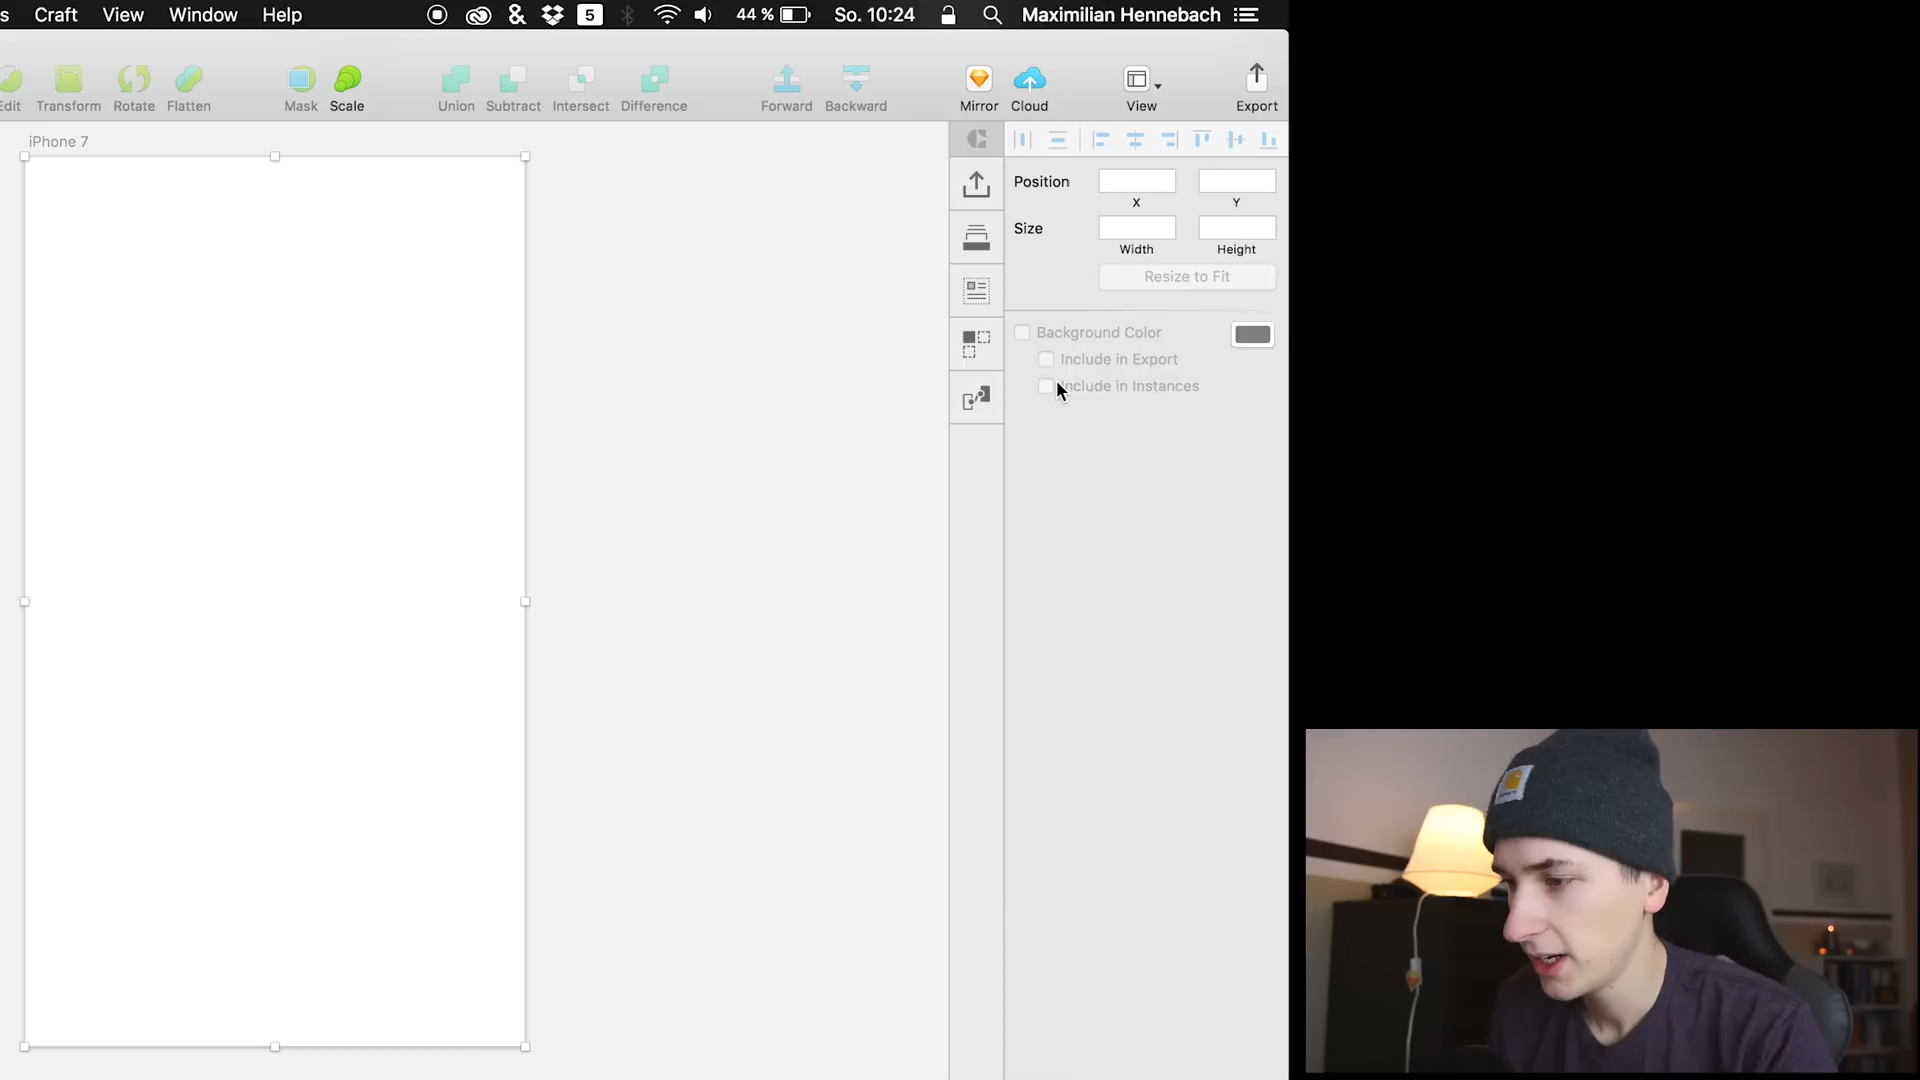 s Craft View Window Help 5 44 % So. 10:24 Maximilian Hennebach
Edit Transform Rotate Flatten Mask Scale Union Subtract Intersect Difference Forward Backward Mirror Cloud View Export
iPhone 7
Position
X Y
Size
Width Height
Resize to Fit
Background Color
Include in Export
Include in Instances